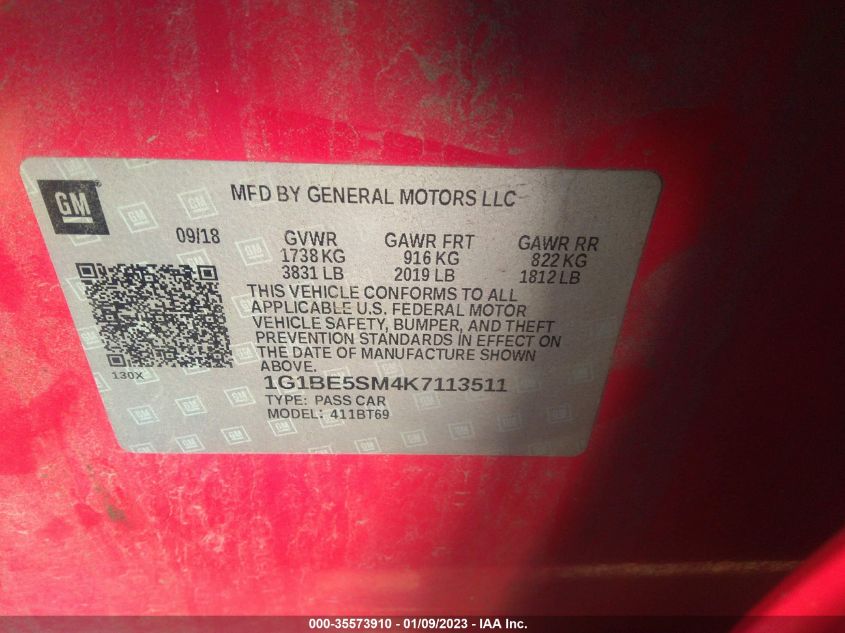 GM
MFD BY GENERAL MOTORS LLC
09/18 GVWR GAWR FRT GAWR RR
1738 KG 916 KG 822 KG
3831 LB 2019 LB 1812 LB
THIS VEHICLE CONFORMS TO ALL
APPLICABLE U.S. FEDERAL MOTOR
VEHICLE SAFETY, BUMPER, AND THEFT
PREVENTION STANDARDS IN EFFECT ON
THE DATE OF MANUFACTURE SHOWN
ABOVE.
130X
1G1BE5SM4K7113511
TYPE: PASS CAR
MODEL: 411BT69
000-35573910 - 01/09/2023 - IAA Inc.